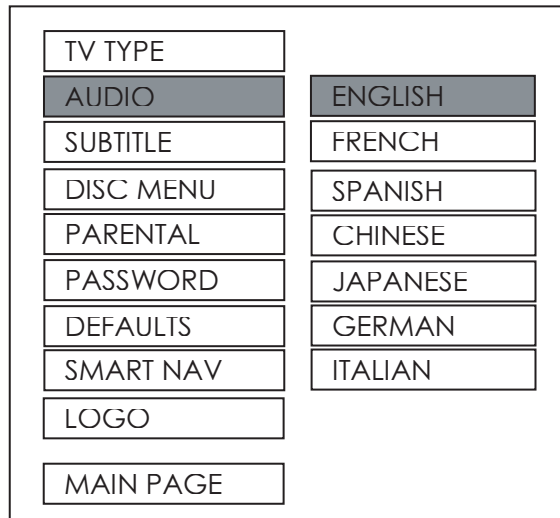 TV TYPE
AUDIO
SUBTITLE
DISC MENU
PARENTAL
PASSWORD
DEFAULTS
SMART NAV
LOGO
MAIN PAGE
ENGLISH
FRENCH
SPANISH
CHINESE
JAPANESE
GERMAN
ITALIAN